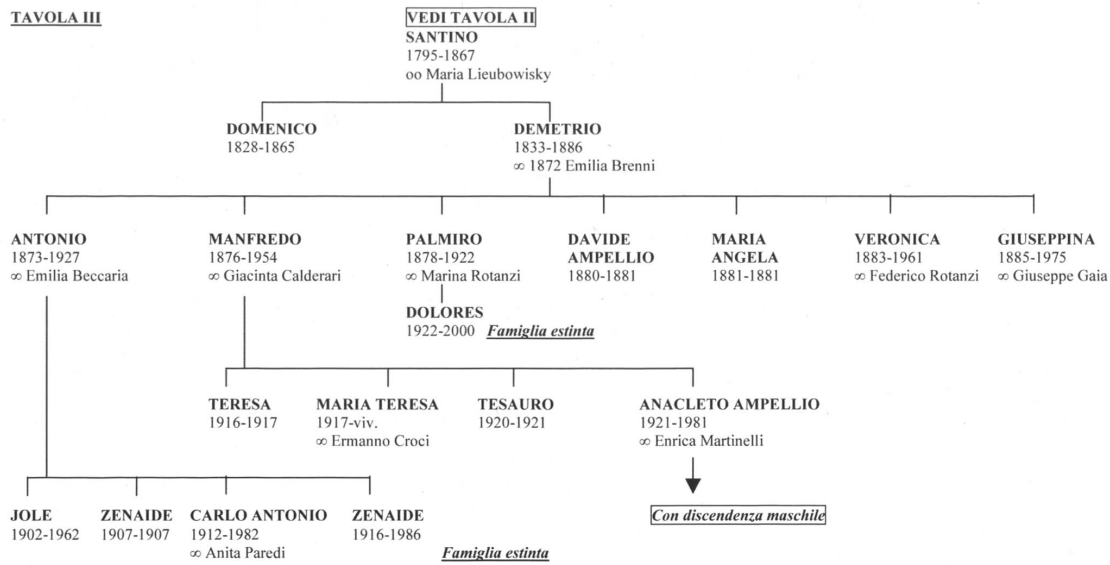 TAVOLA III
VEDI TAVOLA II
SANTINO
1795-1867
oo Maria Lieubowisky
DOMENICO
1828-1865
DEMETRIO
1833-1886
∞ 1872 Emilia Brenni
ANTONIO
1873-1927
∞ Emilia Beccaria
MANFREDO
1876-1954
∞ Giacinta Calderari
PALMIRO
1878-1922
∞ Marina Rotanzi
DAVIDE
AMPELLIO
1880-1881
MARIA
ANGELA
1881-1881
VERONICA
1883-1961
∞ Federico Rotanzi
GIUSEPPINA
1885-1975
∞ Giuseppe Gaia
DOLORES
1922-2000 Famiglia estinta
TERESA
1916-1917
MARIA TERESA
1917-viv.
∞ Ermanno Croci
TESAURO
1920-1921
ANACLETO AMPELLIO
1921-1981
∞ Enrica Martinelli
JOLE
1902-1962
ZENAIDE
1907-1907
CARLO ANTONIO
1912-1982
∞ Anita Paredi
ZENAIDE
1916-1986
Famiglia estinta
Con discendenza maschile